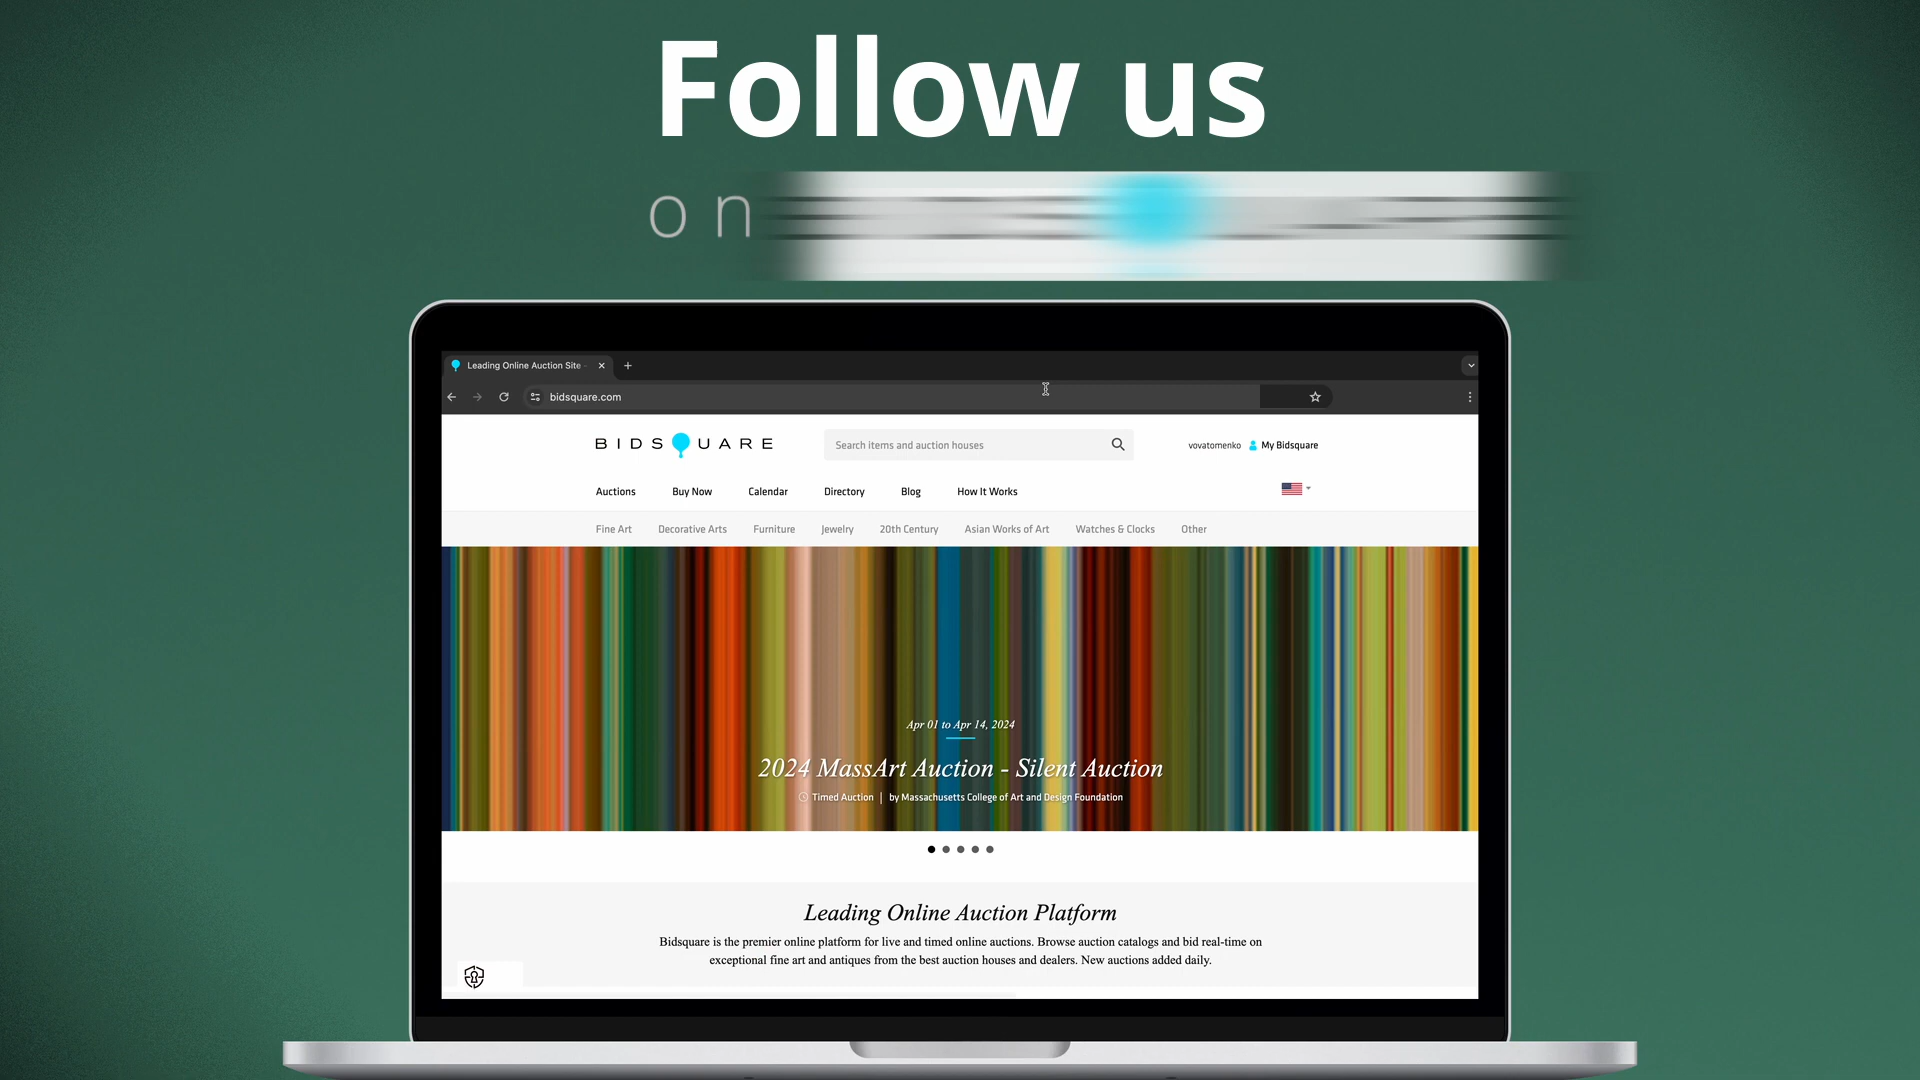 Follow us
on
Leading Online Auction Site
bidsquare.com
BIDSQUARE
Search items and auction houses
vovatomenko My Bidsquare
Auctions Buy Now Calendar Directory Blog How It Works
Fine Art Decorative Arts Furniture Jewelry 20th Century Asian Works of Art Watches & Clocks Other
Apr 01 to Apr 14, 2024
2024 MassArt Auction - Silent Auction
Timed Auction | by Massachusetts College of Art and Design Foundation
Leading Online Auction Platform
Bidsquare is the premier online platform for live and timed online auctions. Browse auction catalogs and bid real-time on
exceptional fine art and antiques from the best auction houses and dealers. New auctions added daily.